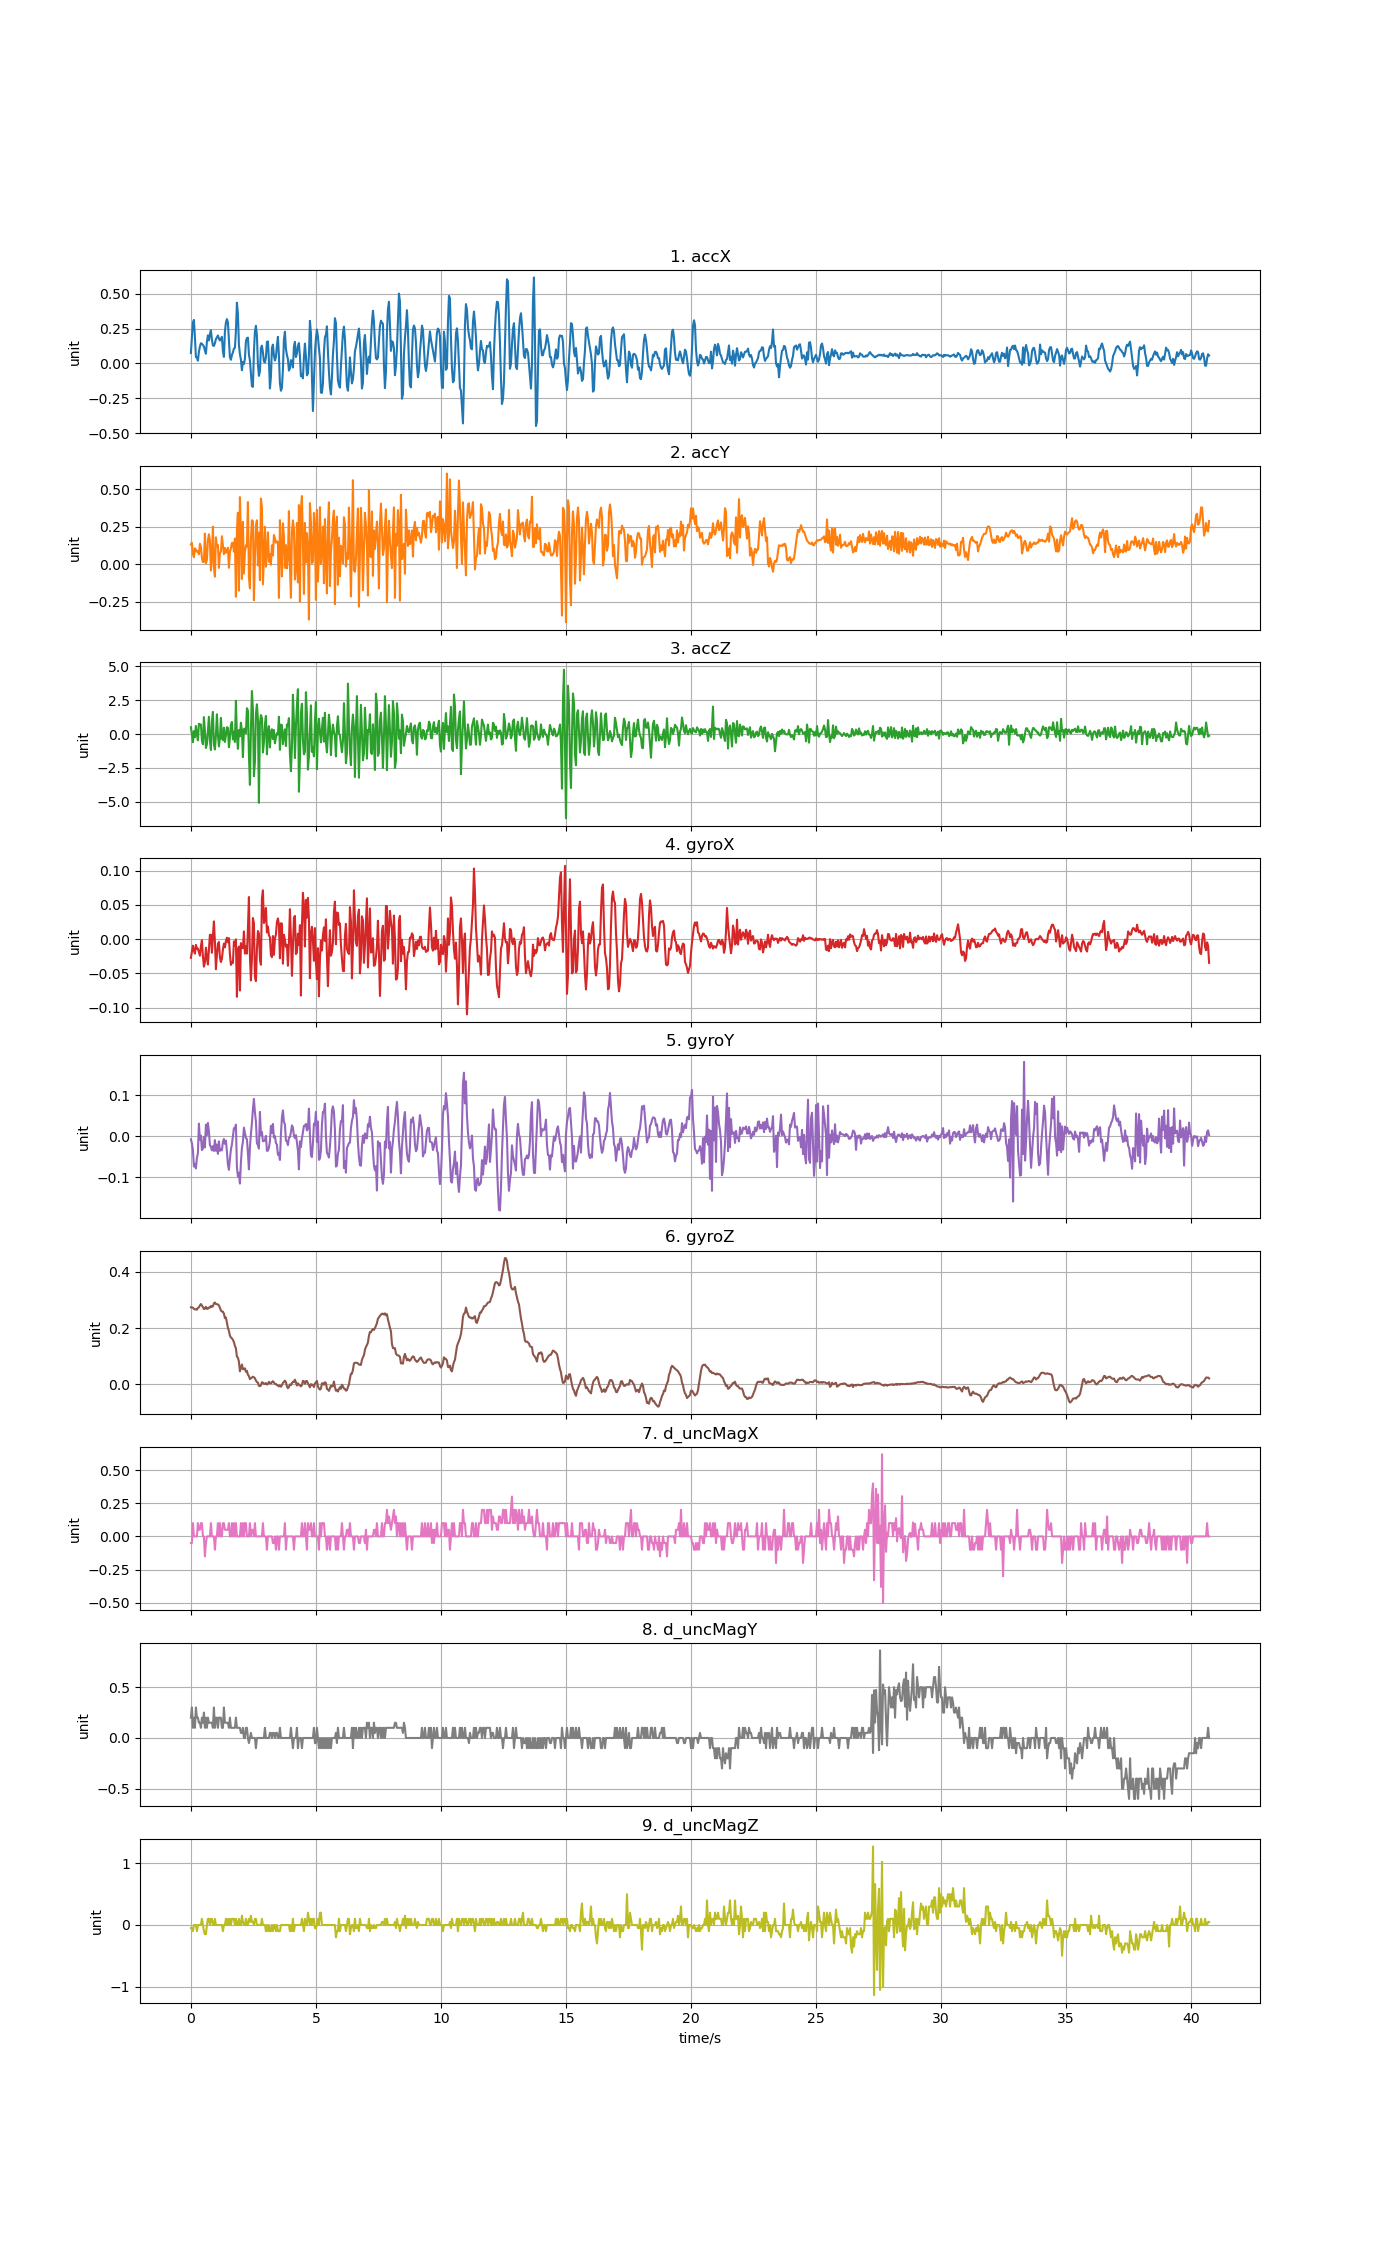 1. accX
0.50
0.25
0.00
−0.25
−0.50
unit
2. accY
0.50
0.25
0.00
−0.25
unit
3. accZ
5.0
2.5
0.0
−2.5
−5.0
unit
4. gyroX
0.10
0.05
0.00
−0.05
−0.10
unit
5. gyroY
0.1
0.0
−0.1
unit
6. gyroZ
0.4
0.2
0.0
unit
7. d_uncMagX
0.50
0.25
0.00
−0.25
−0.50
unit
8. d_uncMagY
0.5
0.0
−0.5
unit
9. d_uncMagZ
1
0
−1
unit
0 5 10 15 20 25 30 35 40
time/s